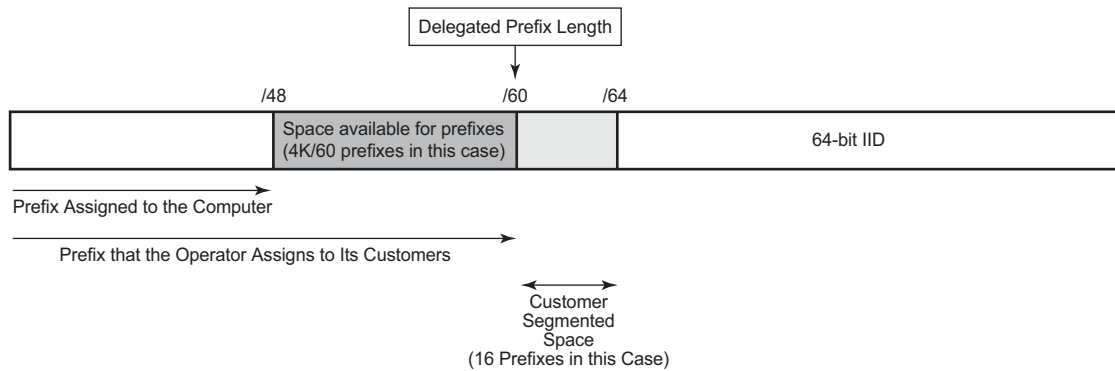 Delegated Prefix Length
/48
/60
/64
Space available for prefixes
(4K/60 prefixes in this case)
64-bit IID
Prefix Assigned to the Computer
Prefix that the Operator Assigns to Its Customers
Customer
Segmented
Space
(16 Prefixes in this Case)